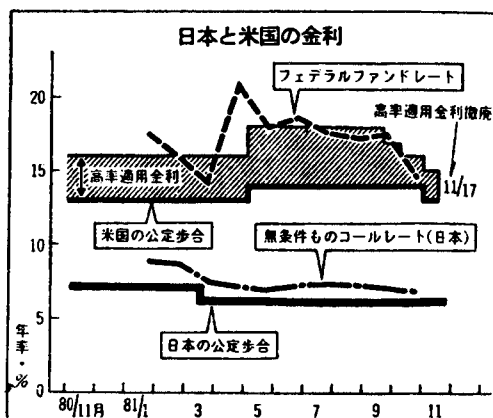 日本と米国の金利
フェデラルファンドレート
高率適用金利撤廃
11/17
高率適用金利
米国の公定歩合
無条件ものコールレート(日本)
日本の公定歩合
年率・%
20
15
10
5
0
80/11月 81/1 3 5 7 9 11